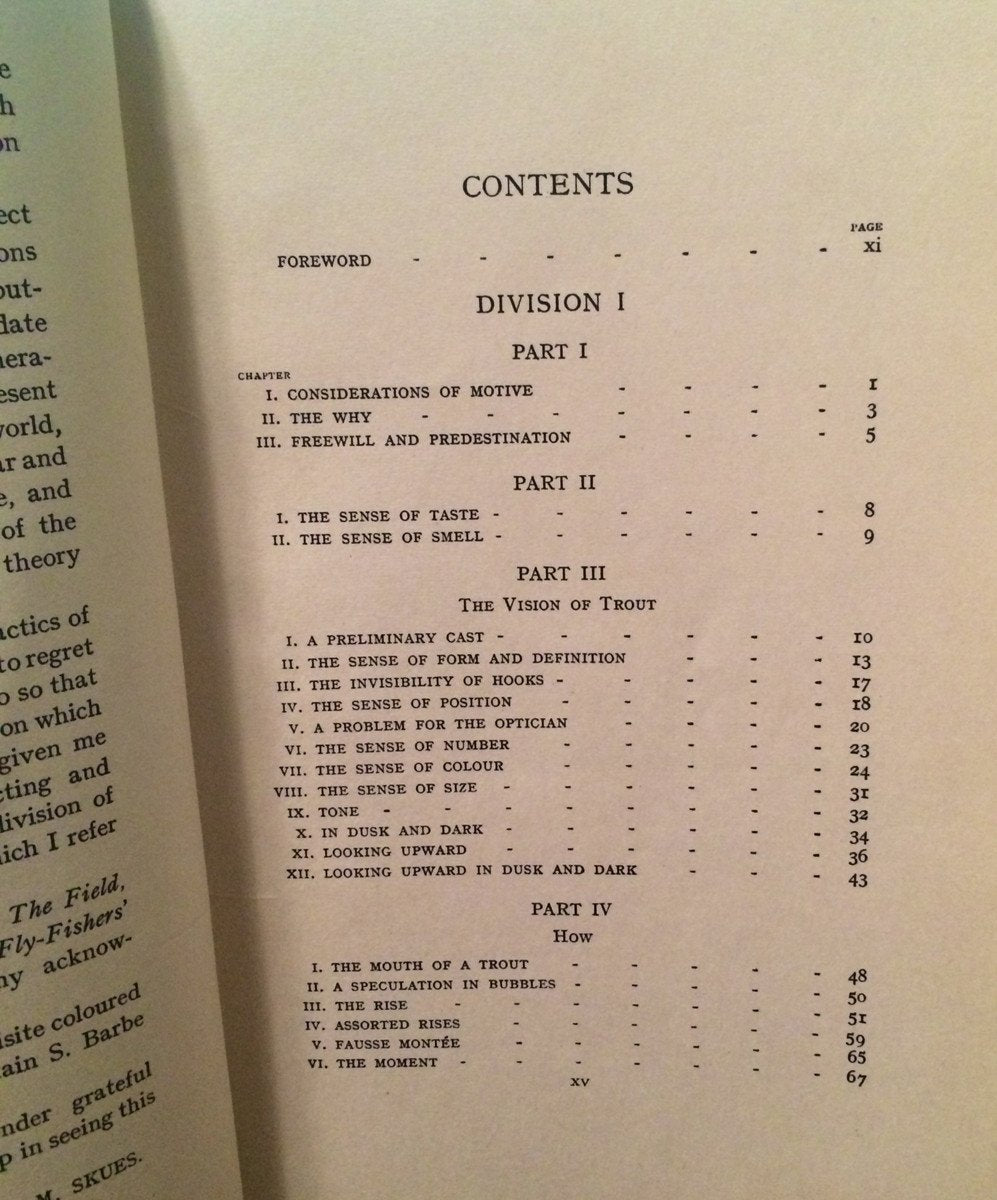 e
h
on
ect
ons
out-
date
nera-
esent
vorld,
ar and
e, and
of the
theory
actics of
to regret
o so that
on which
given me
cting and
division of
hich I refer
The Field,
Fly-Fishers'
ny acknow-
isite coloured
ain S. Barbe
nder grateful
p in seeing this
M. SKUES.
CONTENTS
PAGE
FOREWORD - - - - - - - xi
DIVISION I
PART I
CHAPTER
I. CONSIDERATIONS OF MOTIVE - - - - 1
II. THE WHY - - - - - - - 3
III. FREEWILL AND PREDESTINATION - - - - 5
PART II
I. THE SENSE OF TASTE - - - - - - 8
II. THE SENSE OF SMELL - - - - - - 9
PART III
The Vision of Trout
I. A PRELIMINARY CAST - - - - - - 10
II. THE SENSE OF FORM AND DEFINITION - - - 13
III. THE INVISIBILITY OF HOOKS - - - - - 17
IV. THE SENSE OF POSITION - - - - - 18
V. A PROBLEM FOR THE OPTICIAN - - - - 20
VI. THE SENSE OF NUMBER - - - - - 23
VII. THE SENSE OF COLOUR - - - - - 24
VIII. THE SENSE OF SIZE - - - - - - 31
IX. TONE - - - - - - - - 32
X. IN DUSK AND DARK - - - - - - 34
XI. LOOKING UPWARD - - - - - - 36
XII. LOOKING UPWARD IN DUSK AND DARK - - - 43
PART IV
How
I. THE MOUTH OF A TROUT - - - - - 48
II. A SPECULATION IN BUBBLES - - - - - 50
III. THE RISE - - - - - - - 51
IV. ASSORTED RISES - - - - - - 59
V. FAUSSE MONTÉE - - - - - - 65
VI. THE MOMENT - - - - - - - 67
xv